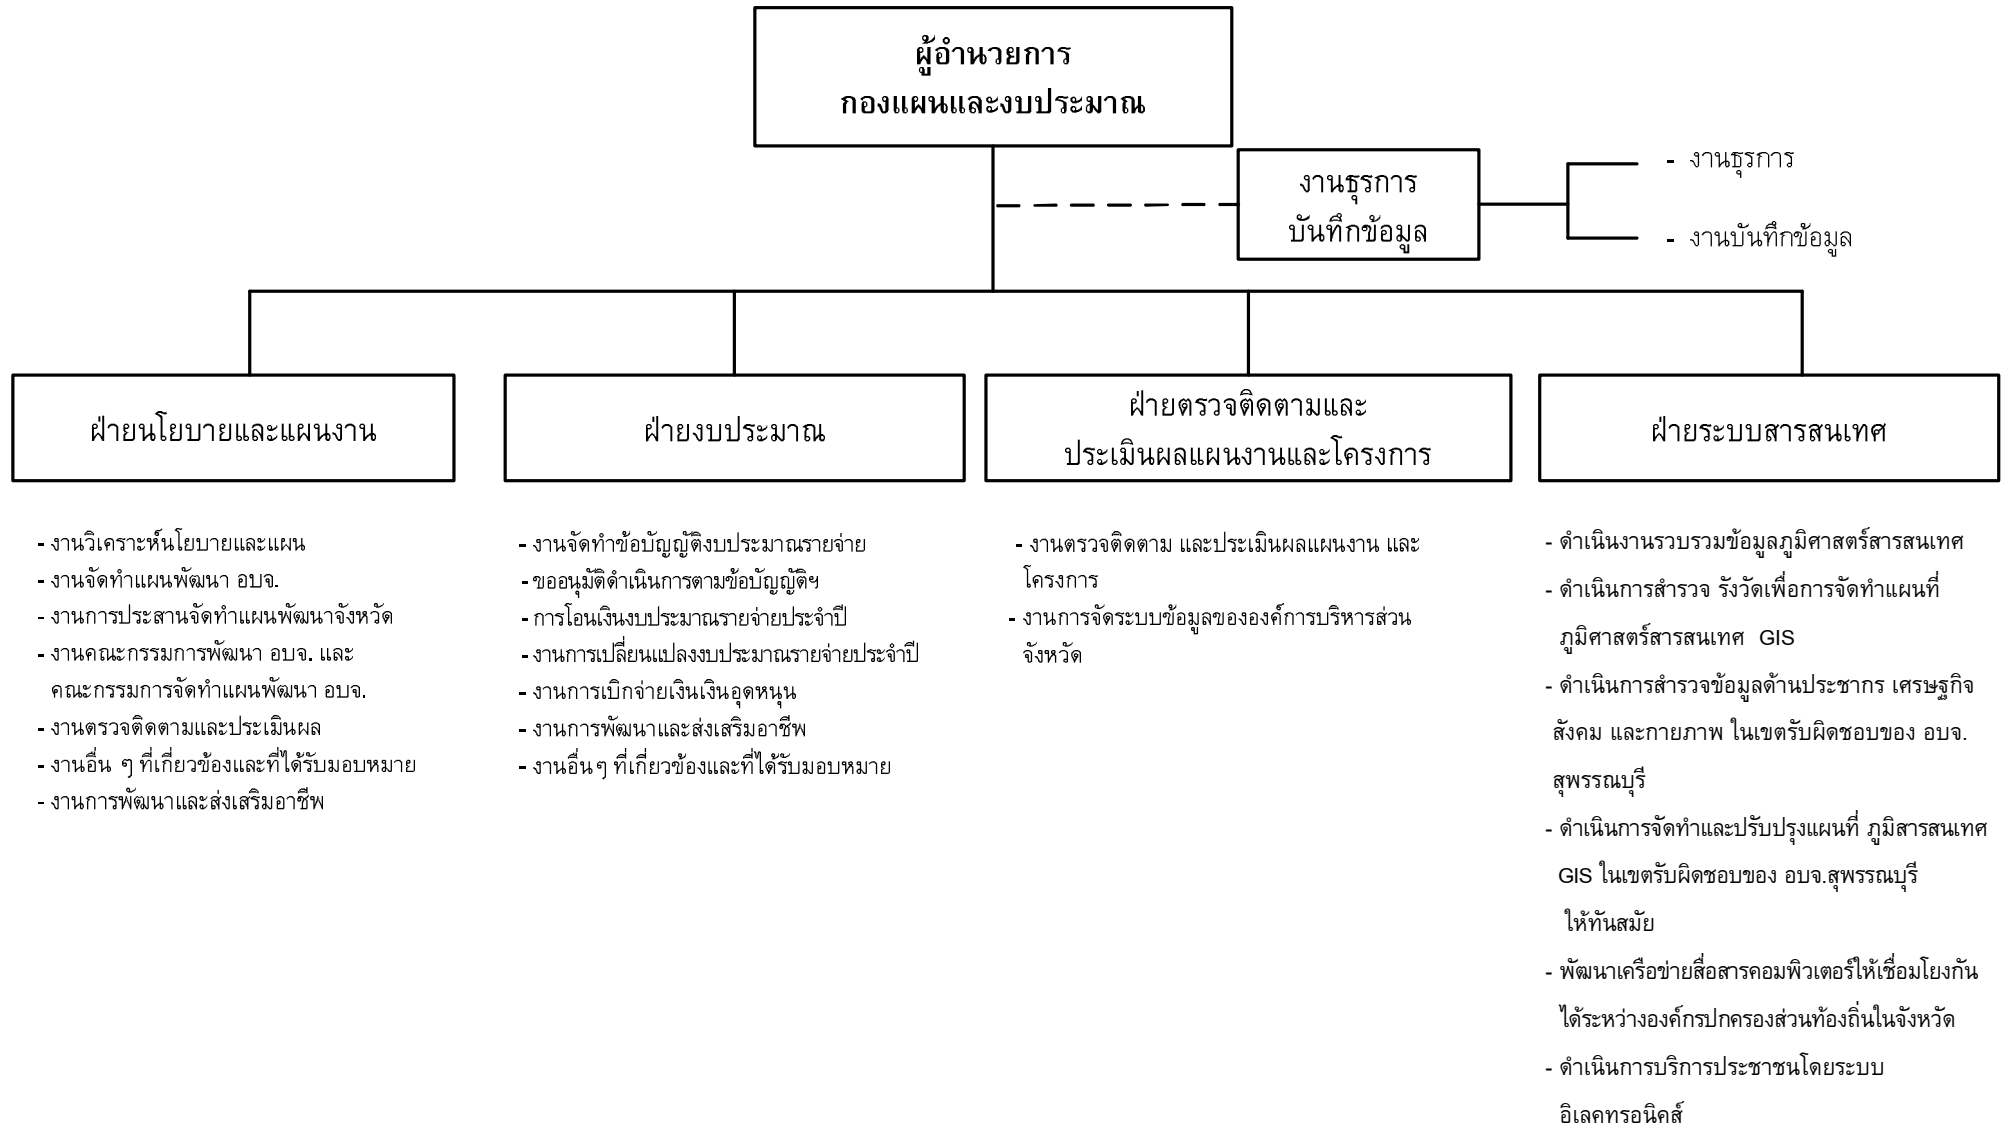 ผู้อำนวยการ
กองแผนและงบประมาณ
งานธุรการ
บันทึกข้อมูล
- งานธุรการ
- งานบันทึกข้อมูล
ฝ่ายนโยบายและแผนงาน
- งานวิเคราะห์นโยบายและแผน
- งานจัดทำแผนพัฒนา อบจ.
- งานการประสานจัดทำแผนพัฒนาจังหวัด
- งานคณะกรรมการพัฒนา อบจ. และ
คณะกรรมการจัดทำแผนพัฒนา อบจ.
- งานตรวจติดตามและประเมินผล
- งานอื่น ๆ ที่เกี่ยวข้องและที่ได้รับมอบหมาย
- งานการพัฒนาและส่งเสริมอาชีพ
ฝ่ายงบประมาณ
- งานจัดทำข้อบัญญัติงบประมาณรายจ่าย
- ขออนุมัติดำเนินการตามข้อบัญญัติฯ
- การโอนเงินงบประมาณรายจ่ายประจำปี
- งานการเปลี่ยนแปลงงบประมาณรายจ่ายประจำปี
- งานการเบิกจ่ายเงินเงินอุดหนุน
- งานการพัฒนาและส่งเสริมอาชีพ
- งานอื่นๆ ที่เกี่ยวข้องและที่ได้รับมอบหมาย
ฝ่ายตรวจติดตามและ
ประเมินผลแผนงานและโครงการ
- งานตรวจติดตาม และประเมินผลแผนงาน และ
โครงการ
- งานการจัดระบบข้อมูลขององค์การบริหารส่วน
จังหวัด
ฝ่ายระบบสารสนเทศ
- ดำเนินงานรวบรวมข้อมูลภูมิศาสตร์สารสนเทศ
- ดำเนินการสำรวจ รังวัดเพื่อการจัดทำแผนที่
ภูมิศาสตร์สารสนเทศ GIS
- ดำเนินการสำรวจข้อมูลด้านประชากร เศรษฐกิจ
สังคม และกายภาพ ในเขตรับผิดชอบของ อบจ.
สุพรรณบุรี
- ดำเนินการจัดทำและปรับปรุงแผนที่ ภูมิสารสนเทศ
GIS ในเขตรับผิดชอบของ อบจ.สุพรรณบุรี
ให้ทันสมัย
- พัฒนาเครือข่ายสื่อสารคอมพิวเตอร์ให้เชื่อมโยงกัน
ได้ระหว่างองค์กรปกครองส่วนท้องถิ่นในจังหวัด
- ดำเนินการบริการประชาชนโดยระบบ
อิเลคทรอนิคส์